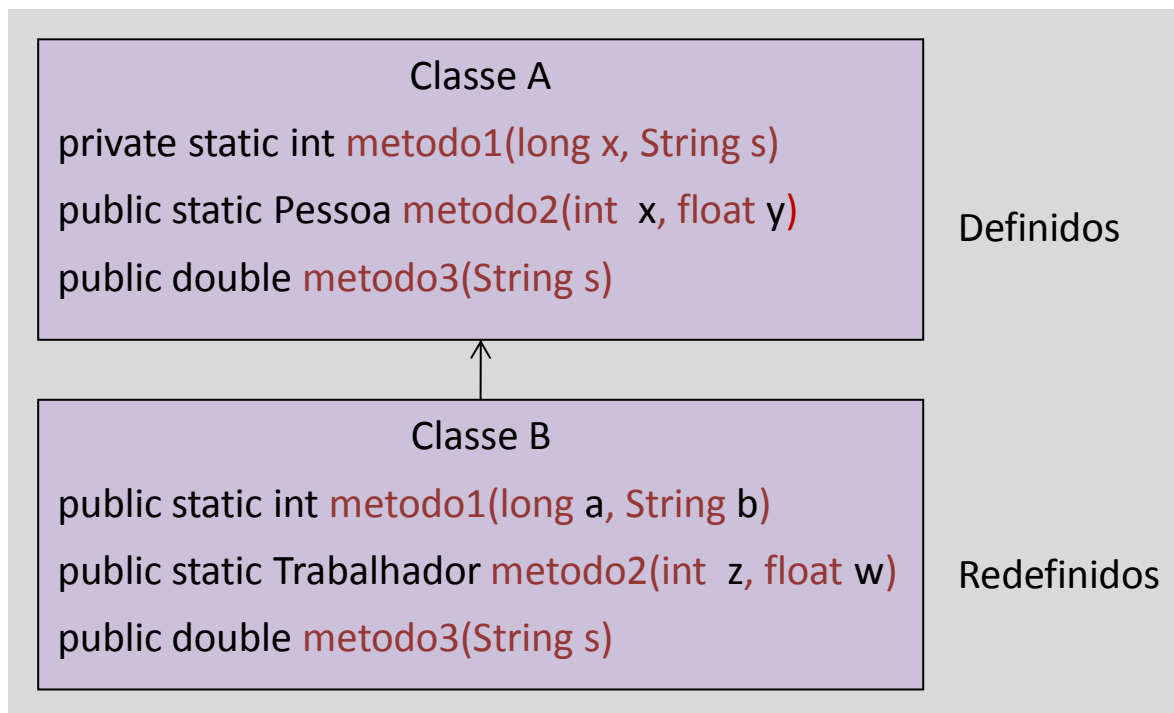 Classe A
private static int metodo1(long x, String s)
public static Pessoa metodo2(int x, float y)
public double metodo3(String s)
Definidos
Classe B
public static int metodo1(long a, String b)
public static Trabalhador metodo2(int z, float w)
public double metodo3(String s)
Redefinidos